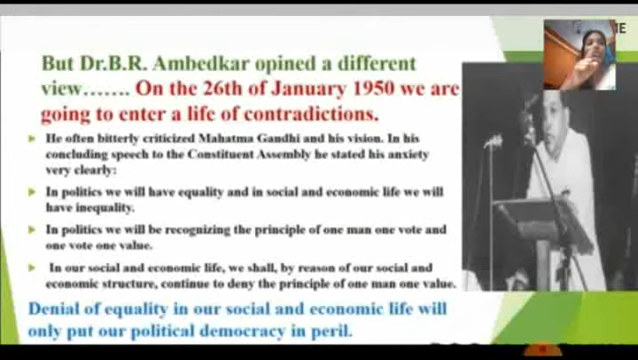 But Dr.B.R. Ambedkar opined a different
view……. On the 26th of January 1950 we are
going to enter a life of contradictions.
He often bitterly criticized Mahatma Gandhi and his vision. In his
concluding speech to the Constituent Assembly he stated his anxiety
very clearly:
In politics we will have equality and in social and economic life we will
have inequality.
In politics we will be recognizing the principle of one man one vote and
one vote one value.
In our social and economic life, we shall, by reason of our social and
economic structure, continue to deny the principle of one man one value.
Denial of equality in our social and economic life will
only put our political democracy in peril.